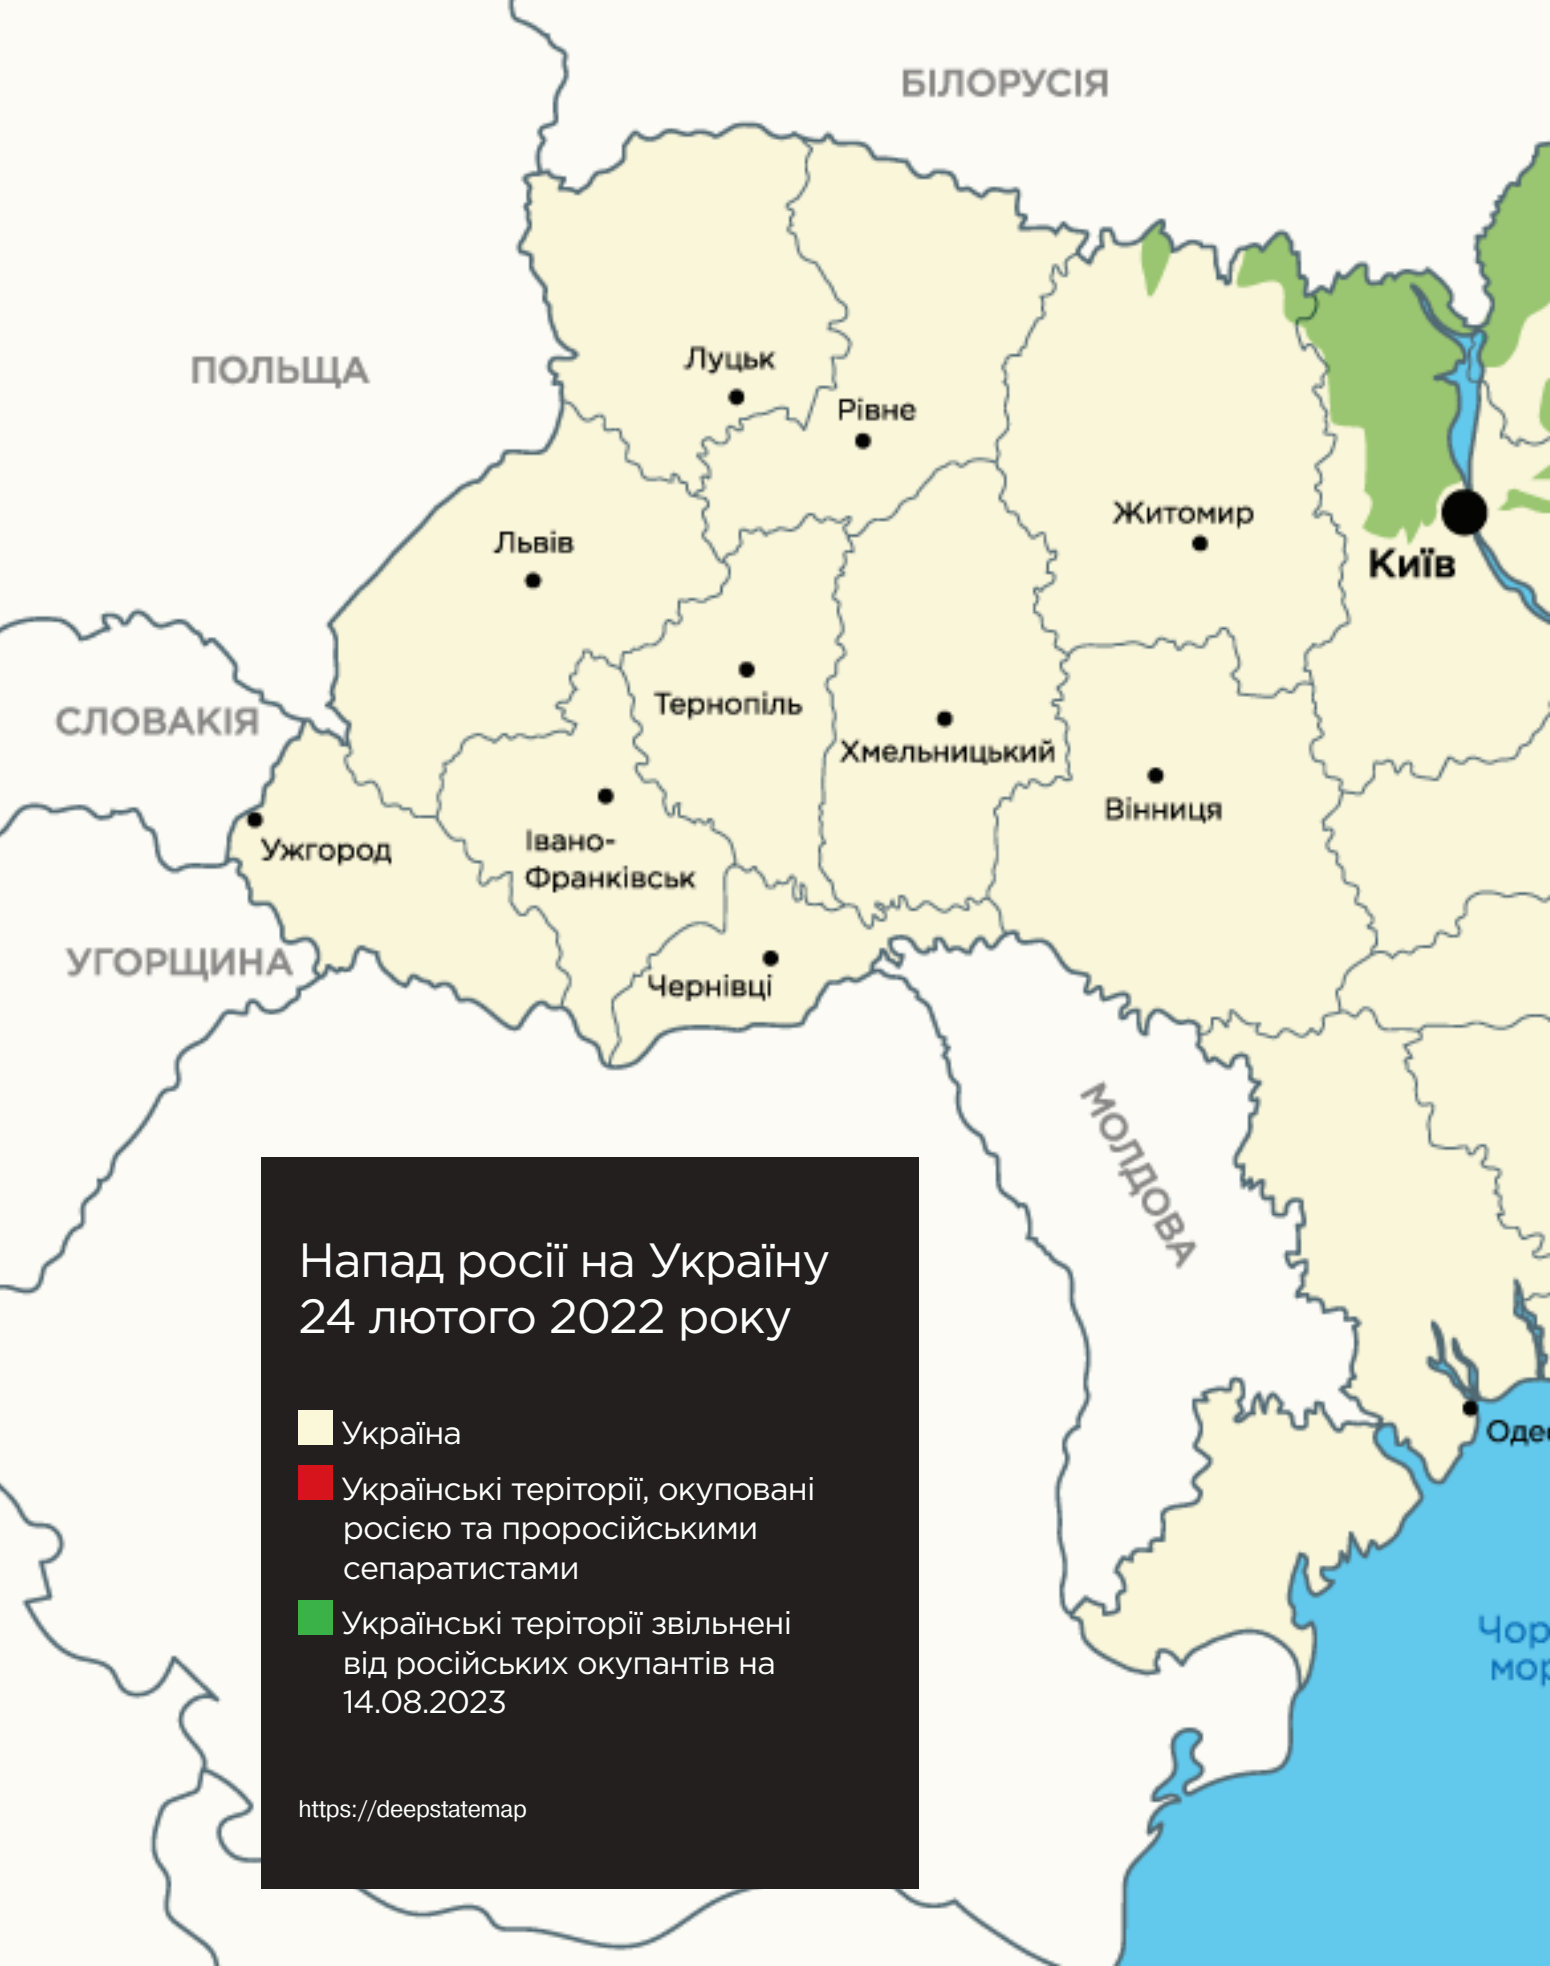 БІЛОРУСІЯ
ПОЛЬЩА
Луцьк
Рівне
Житомир
Львів
Київ
Тернопіль
СЛОВАКІЯ
Хмельницький
Вінниця
Ужгород
Івано-
Франківськ
УГОРЩИНА
Чернівці
МОЛДОВА
Напад росії на Україну
24 лютого 2022 року
Україна
Українські теріторії, окуповані
росією та проросійськими
сепаратистами
Українські теріторії звільнені
від російських окупантів на
14.08.2023
https://deepstatemap